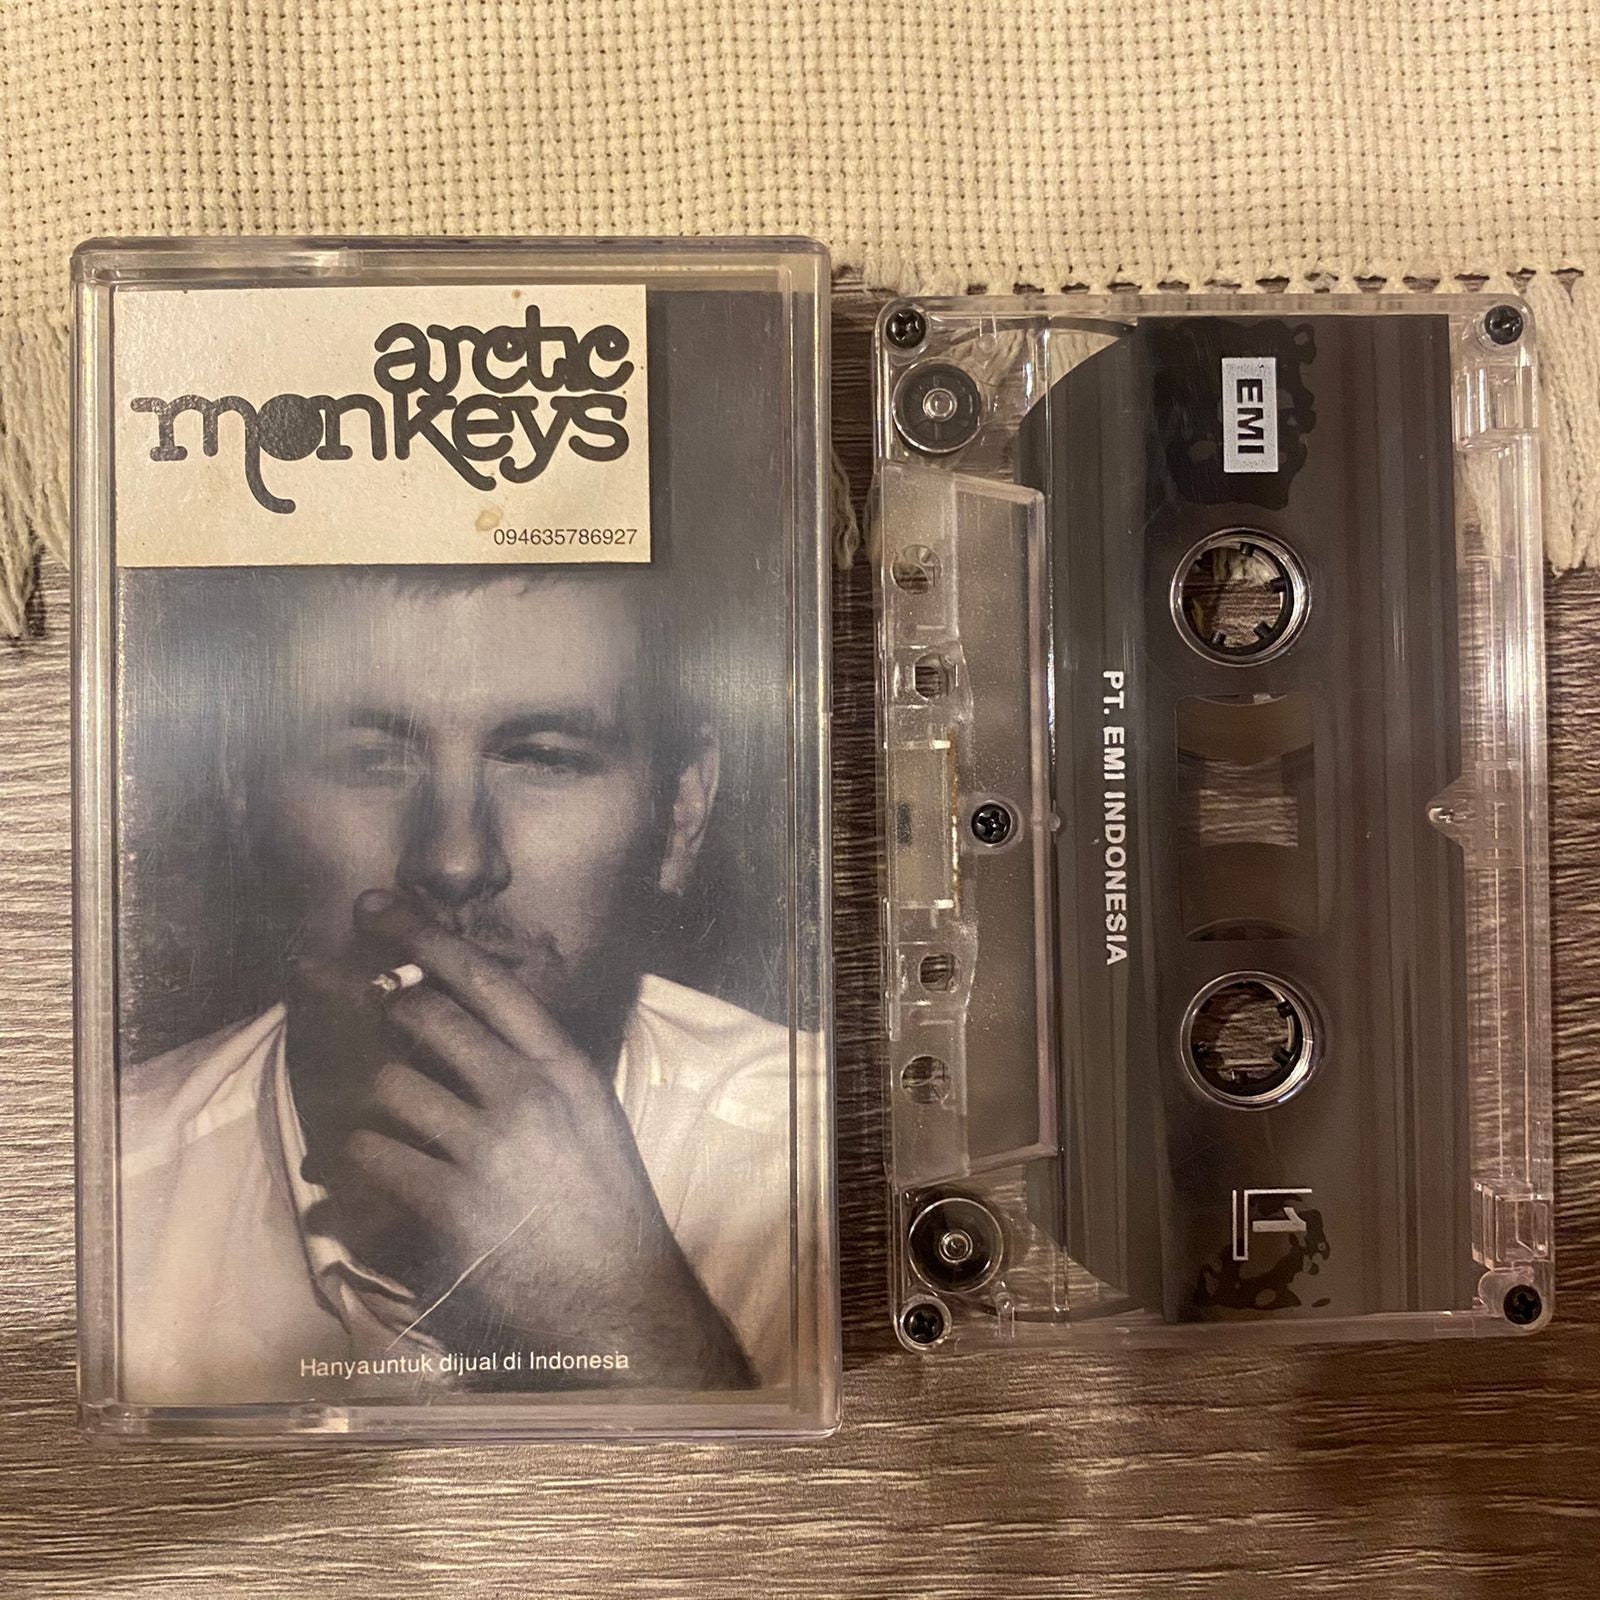 arctic
monkeys
094635786927
Hanya untuk dijual di Indonesia
EMI
PT. EMI INDONESIA
1